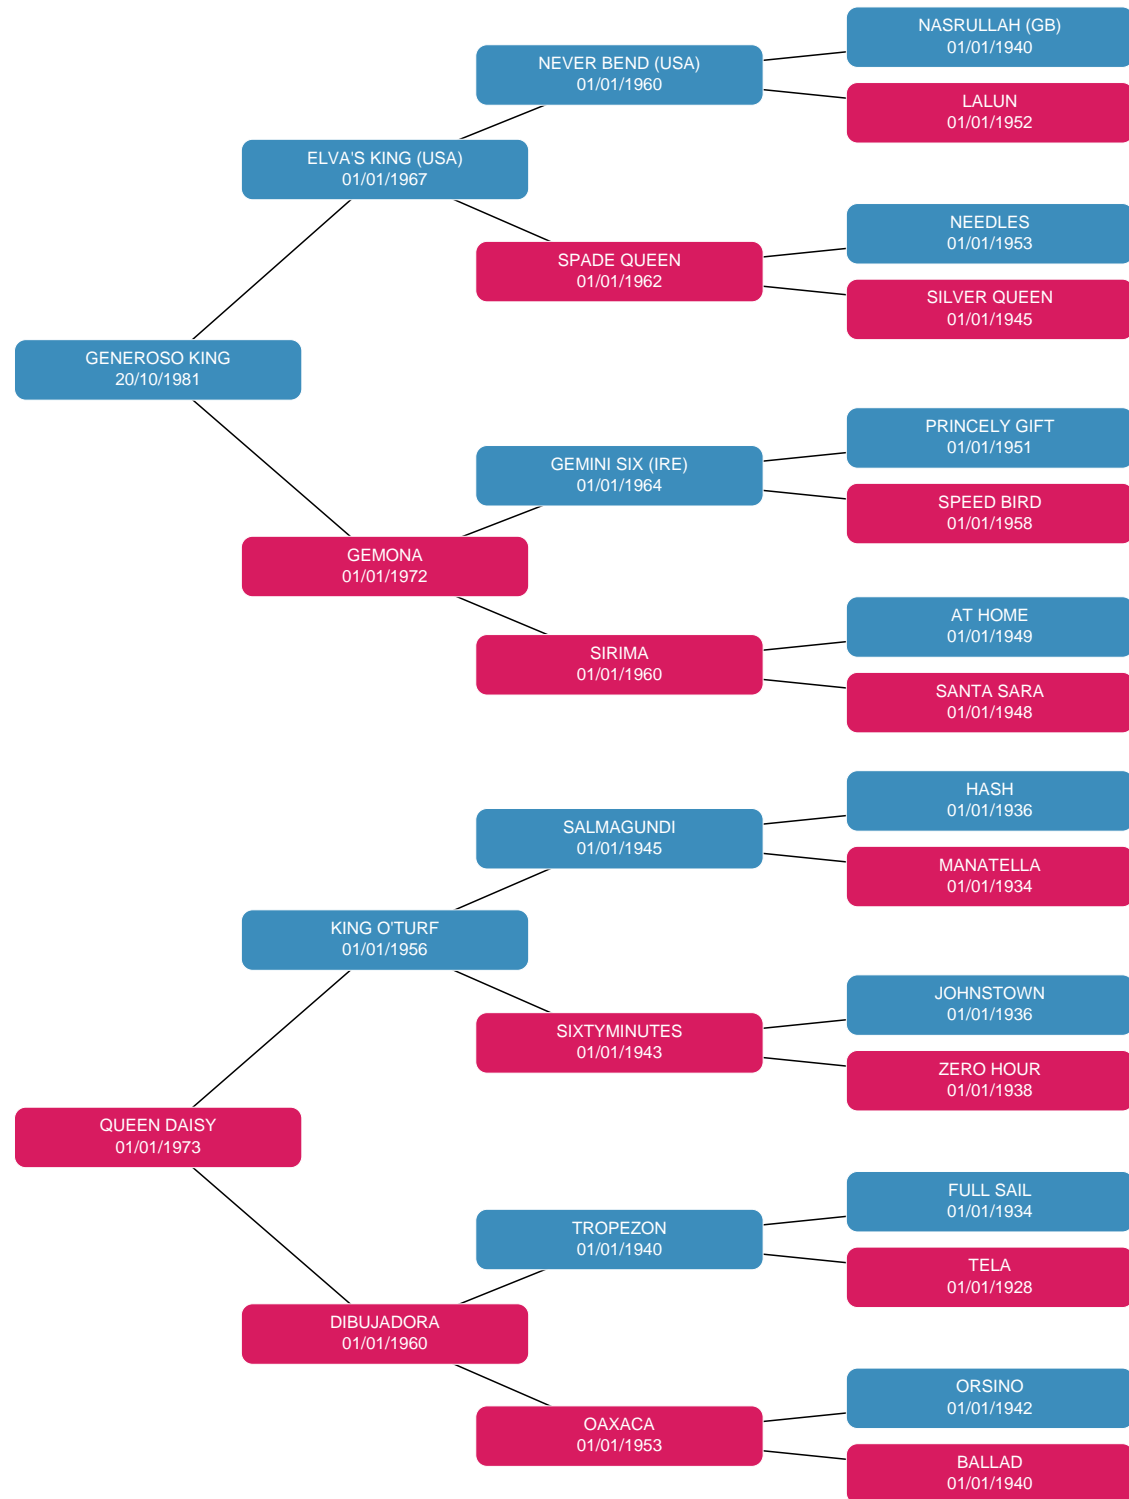 NASRULLAH (GB)
01/01/1940
NEVER BEND (USA)
01/01/1960
LALUN
01/01/1952
ELVA'S KING (USA)
01/01/1967
NEEDLES
01/01/1953
SPADE QUEEN
01/01/1962
SILVER QUEEN
01/01/1945
GENEROSO KING
20/10/1981
PRINCELY GIFT
01/01/1951
GEMINI SIX (IRE)
01/01/1964
SPEED BIRD
01/01/1958
GEMONA
01/01/1972
AT HOME
01/01/1949
SIRIMA
01/01/1960
SANTA SARA
01/01/1948
HASH
01/01/1936
SALMAGUNDI
01/01/1945
MANATELLA
01/01/1934
KING O'TURF
01/01/1956
JOHNSTOWN
01/01/1936
SIXTYMINUTES
01/01/1943
ZERO HOUR
01/01/1938
QUEEN DAISY
01/01/1973
FULL SAIL
01/01/1934
TROPEZON
01/01/1940
TELA
01/01/1928
DIBUJADORA
01/01/1960
ORSINO
01/01/1942
OAXACA
01/01/1953
BALLAD
01/01/1940